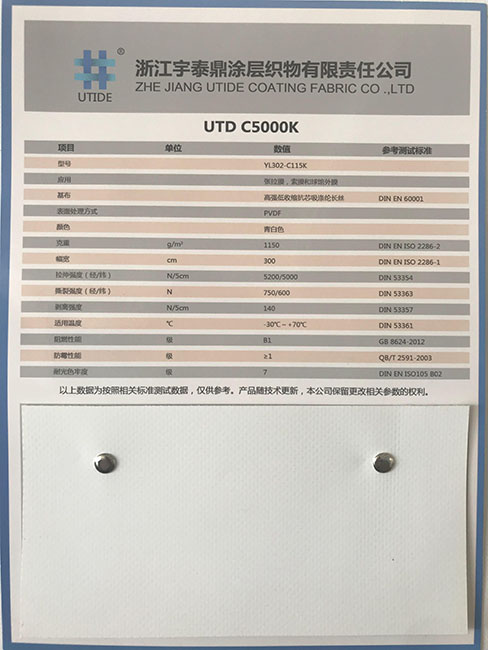 ®
UTIDE
浙江宇泰鼎涂层织物有限责任公司
ZHE JIANG UTIDE COATING FABRIC CO .,LTD
UTD C5000K
项目 单位 数值 参考测试标准
型号 YL302-C115K
应用 张拉膜，索膜和球馆外膜
基布 高强低收缩抗芯吸涤纶长丝 DIN EN 60001
表面处理方式 PVDF
颜色 青白色
克重 g/m² 1150 DIN EN ISO 2286-2
幅宽 cm 300 DIN EN ISO 2286-1
拉伸强度（经/纬） N/5cm 5200/5000 DIN 53354
撕裂强度（经/纬） N 750/600 DIN 53363
剥离强度 N/5cm 140 DIN 53357
适用温度 ℃ -30℃～+70℃ DIN 53361
阻燃性能 级 B1 GB 8624-2012
防霉性能 级 ≥1 QB/T 2591-2003
耐光色牢度 级 7 DIN EN ISO105 B02
以上数据为按照相关标准测试数据，仅供参考。产品随技术更新，本公司保留更改相关参数的权利。